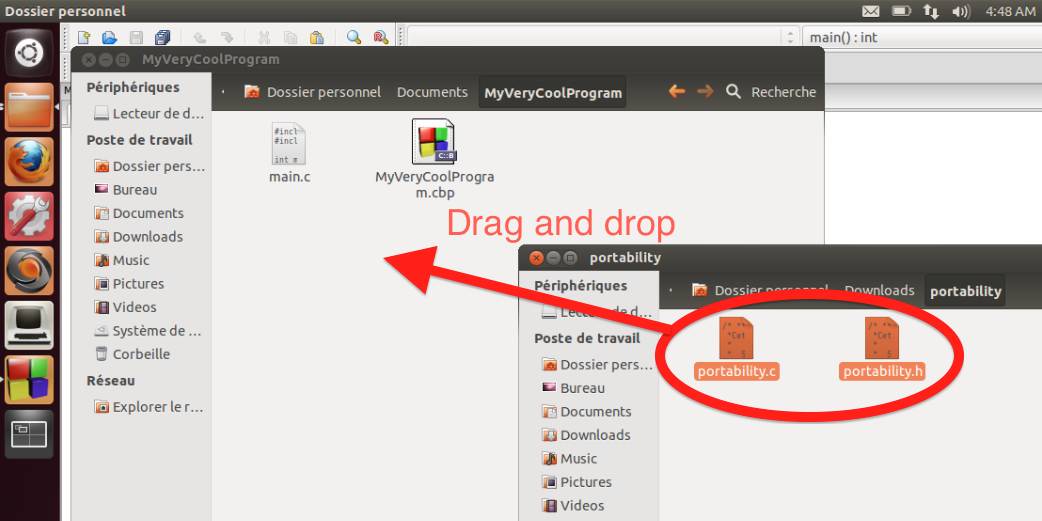 Dossier personnel
4:48 AM
main() : int
MyVeryCoolProgram
Périphériques
Lecteur de d...
Poste de travail
Dossier pers...
Bureau
Documents
Downloads
Music
Pictures
Videos
Système de ...
Corbeille
Réseau
Explorer le r...
Dossier personnel
Documents
MyVeryCoolProgram
Recherche
#incl
#incl
int m
main.c
C::B
MyVeryCoolProgra
m.cbp
Drag and drop
portability
Périphériques
Lecteur de d...
Poste de travail
Dossier pers...
Bureau
Documents
Downloads
Music
Pictures
Videos
Dossier personnel
Downloads
portability
*Cet
portability.c
*Cet
portability.h